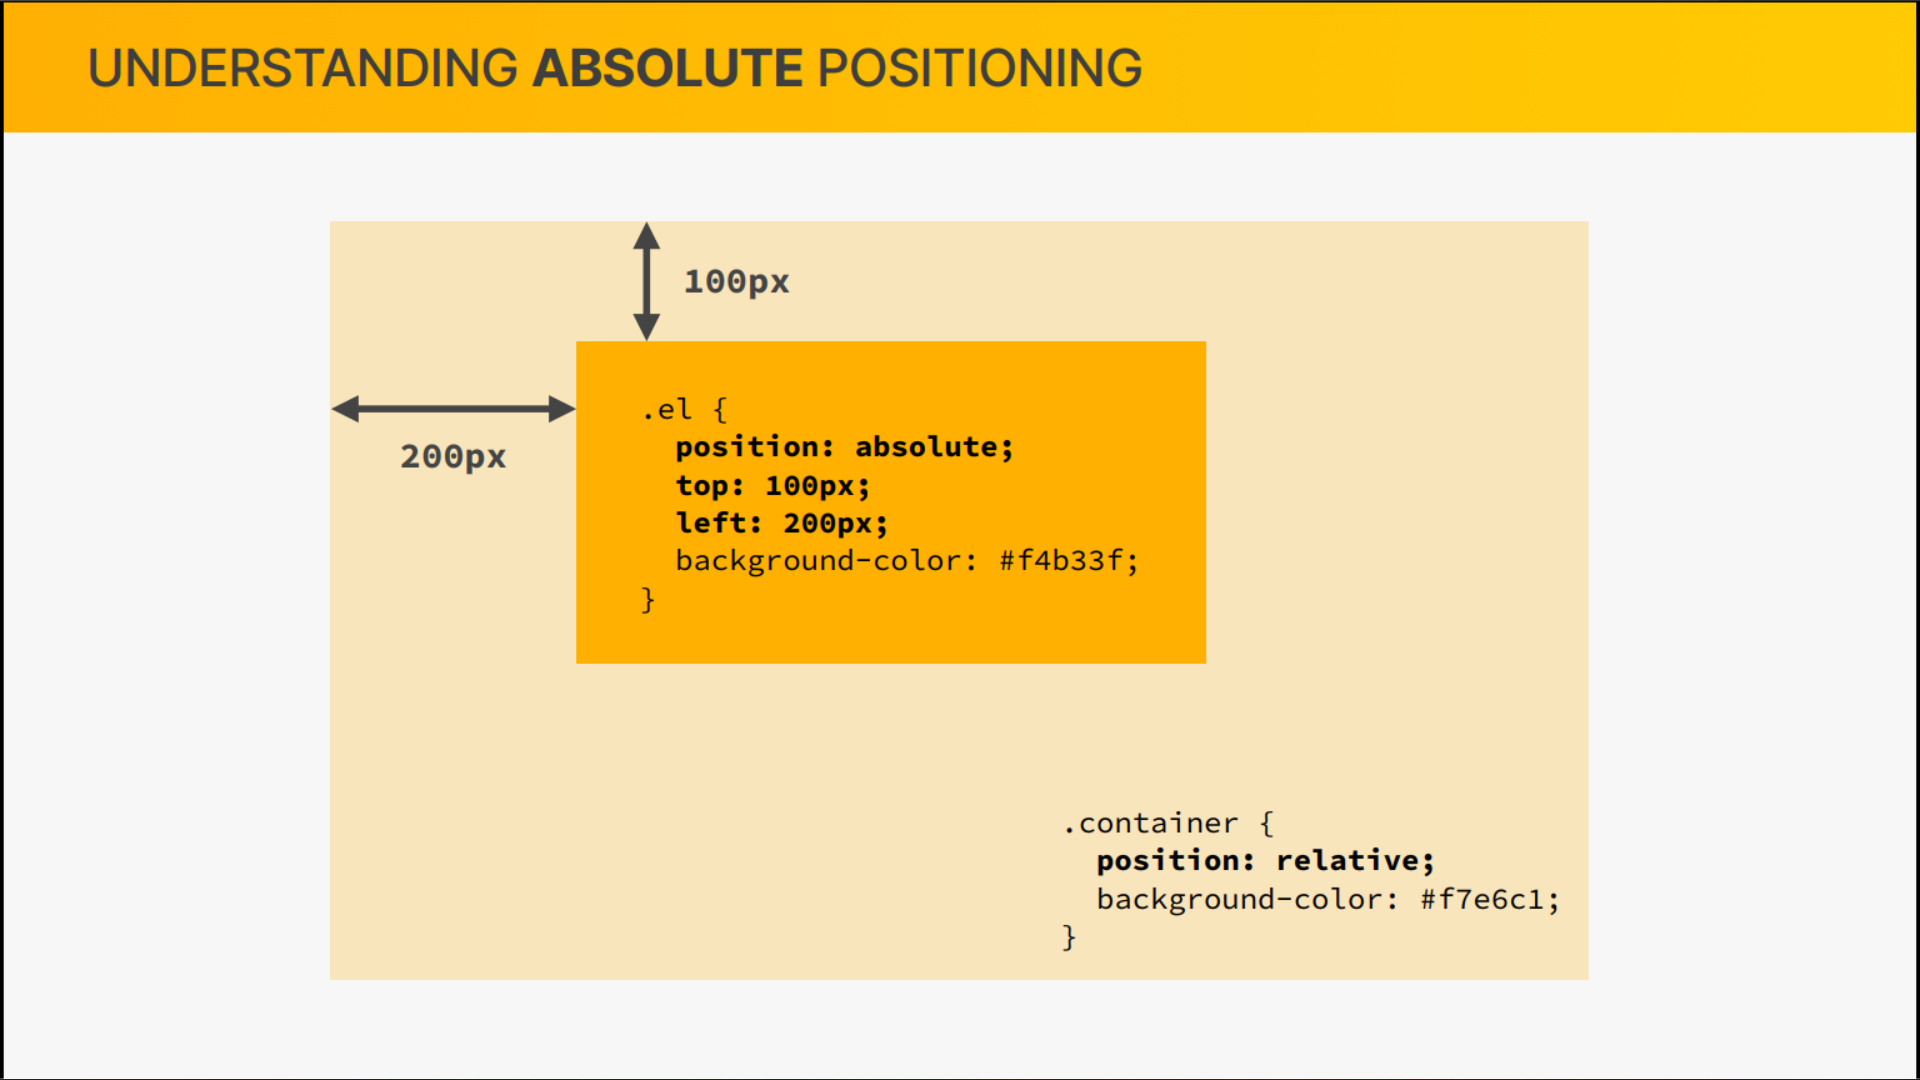 UNDERSTANDING ABSOLUTE POSITIONING
100px
200px
.el {
position: absolute;
top: 100px;
left: 200px;
background-color: #f4b33f;
}
.container {
position: relative;
background-color: #f7e6c1;
}